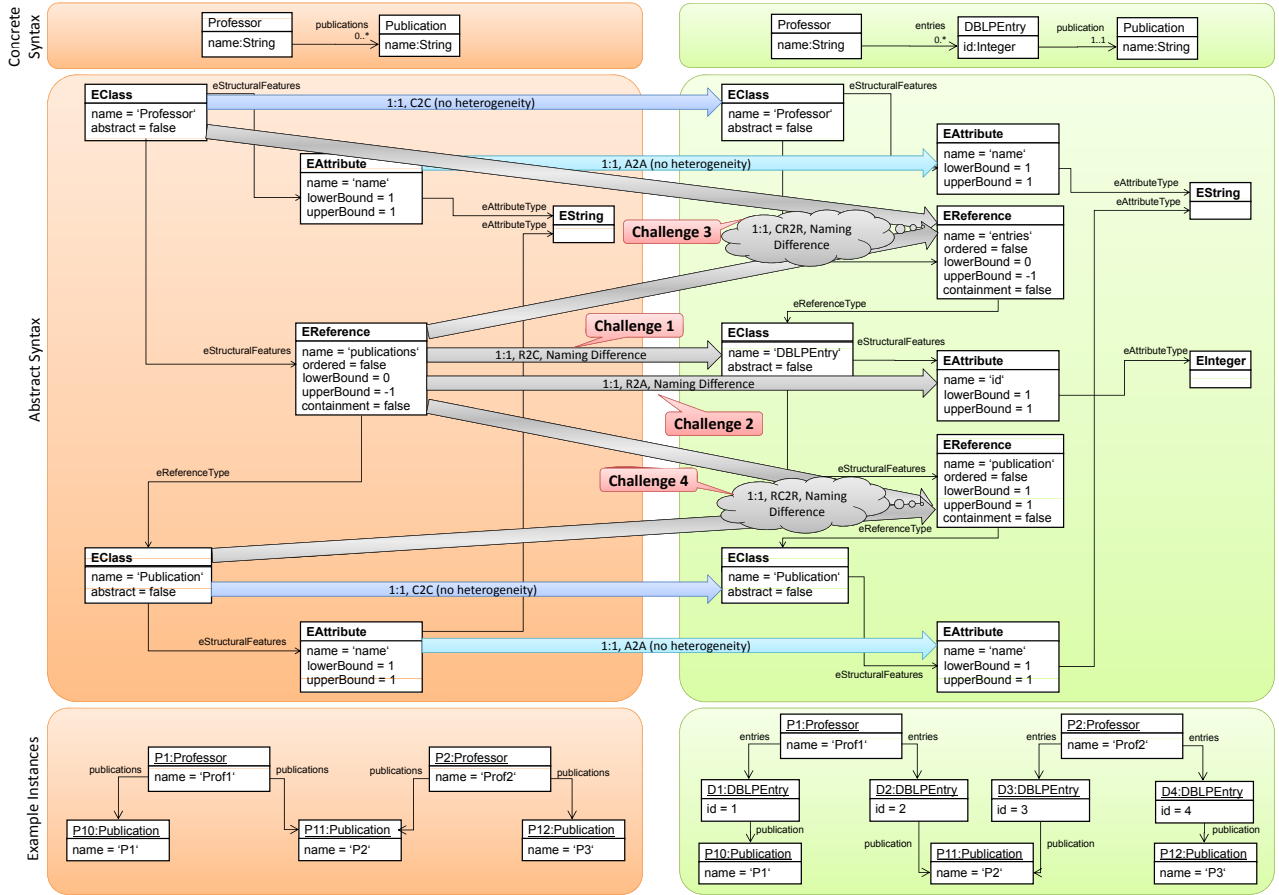 Concrete
Syntax
Professor
name:String
publications
0..*
Publication
name:String
Professor
name:String
entries
0.*
DBLPEntry
id:Integer
publication
1..1
Publication
name:String
Abstract Syntax
EClass
name = ‘Professor‘
abstract = false
eStructuralFeatures
1:1, C2C (no heterogeneity)
EClass
name = ‘Professor‘
abstract = false
eStructuralFeatures
EAttribute
name = ‘name‘
lowerBound = 1
upperBound = 1
1:1, A2A (no heterogeneity)
EAttribute
name = ‘name‘
lowerBound = 1
upperBound = 1
eAttributeType
eAttributeType
EString
eAttributeType
eAttributeType
EString
Challenge 3
1:1, CR2R, Naming
Difference
EReference
name = ‘entries‘
ordered = false
lowerBound = 0
upperBound = -1
containment = false
eReferenceType
EReference
name = ‘publications‘
ordered = false
lowerBound = 0
upperBound = -1
containment = false
eStructuralFeatures
Challenge 1
1:1, R2C, Naming Difference
EClass
name = ‘DBLPEntry‘
abstract = false
eStructuralFeatures
1:1, R2A, Naming Difference
Challenge 2
EAttribute
name = ‘id‘
lowerBound = 1
upperBound = 1
eAttributeType
EInteger
eReferenceType
Challenge 4
1:1, RC2R, Naming
Difference
eStructuralFeatures
EReference
name = ‘publication‘
ordered = false
lowerBound = 1
upperBound = 1
containment = false
eReferenceType
EClass
name = ‘Publication‘
abstract = false
1:1, C2C (no heterogeneity)
EClass
name = ‘Publication‘
abstract = false
eStructuralFeatures
EAttribute
name = ‘name‘
lowerBound = 1
upperBound = 1
1:1, A2A (no heterogeneity)
eStructuralFeatures
EAttribute
name = ‘name‘
lowerBound = 1
upperBound = 1
Example Instances
P1:Professor
name = ‘Prof1‘
publications
publications
P2:Professor
name = ‘Prof2‘
publications
publications
P10:Publication
name = ‘P1‘
P11:Publication
name = ‘P2‘
P12:Publication
name = ‘P3‘
P1:Professor
name = ‘Prof1‘
entries
entries
P2:Professor
name = ‘Prof2‘
entries
entries
D1:DBLPEntry
id = 1
D2:DBLPEntry
id = 2
D3:DBLPEntry
id = 3
D4:DBLPEntry
id = 4
publication
publication
publication
publication
P10:Publication
name = ‘P1‘
P11:Publication
name = ‘P2‘
P12:Publication
name = ‘P3‘